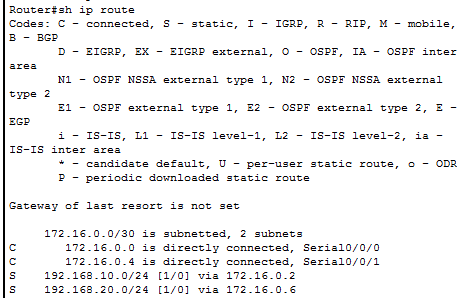 Router#sh ip route
Codes: C - connected, S - static, I - IGRP, R - RIP, M - mobile,
B - BGP
D - EIGRP, EX - EIGRP external, O - OSPF, IA - OSPF inter
area
N1 - OSPF NSSA external type 1, N2 - OSPF NSSA external
type 2
E1 - OSPF external type 1, E2 - OSPF external type 2, E -
EGP
i - IS-IS, L1 - IS-IS level-1, L2 - IS-IS level-2, ia -
IS-IS inter area
* - candidate default, U - per-user static route, o - ODR
P - periodic downloaded static route
Gateway of last resort is not set
172.16.0.0/30 is subnetted, 2 subnets
C 172.16.0.0 is directly connected, Serial0/0/0
C 172.16.0.4 is directly connected, Serial0/0/1
S 192.168.10.0/24 [1/0] via 172.16.0.2
S 192.168.20.0/24 [1/0] via 172.16.0.6